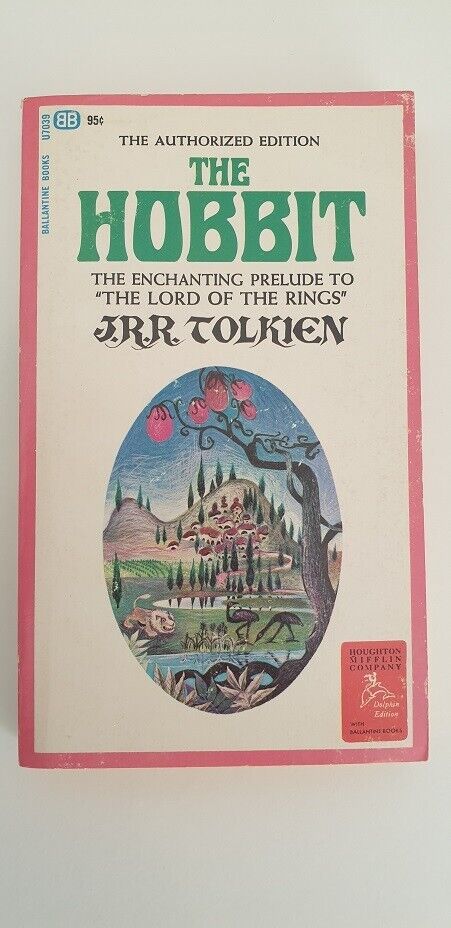 BALLANTINE BOOKS U7039
BB 95¢
THE AUTHORIZED EDITION
THE
HOBBIT
THE ENCHANTING PRELUDE TO
"THE LORD OF THE RINGS"
J.R.R. TOLKIEN
HOUGHTON
MIFFLIN
COMPANY
Dolphin
Edition
WITH
BALLANTINE BOOKS